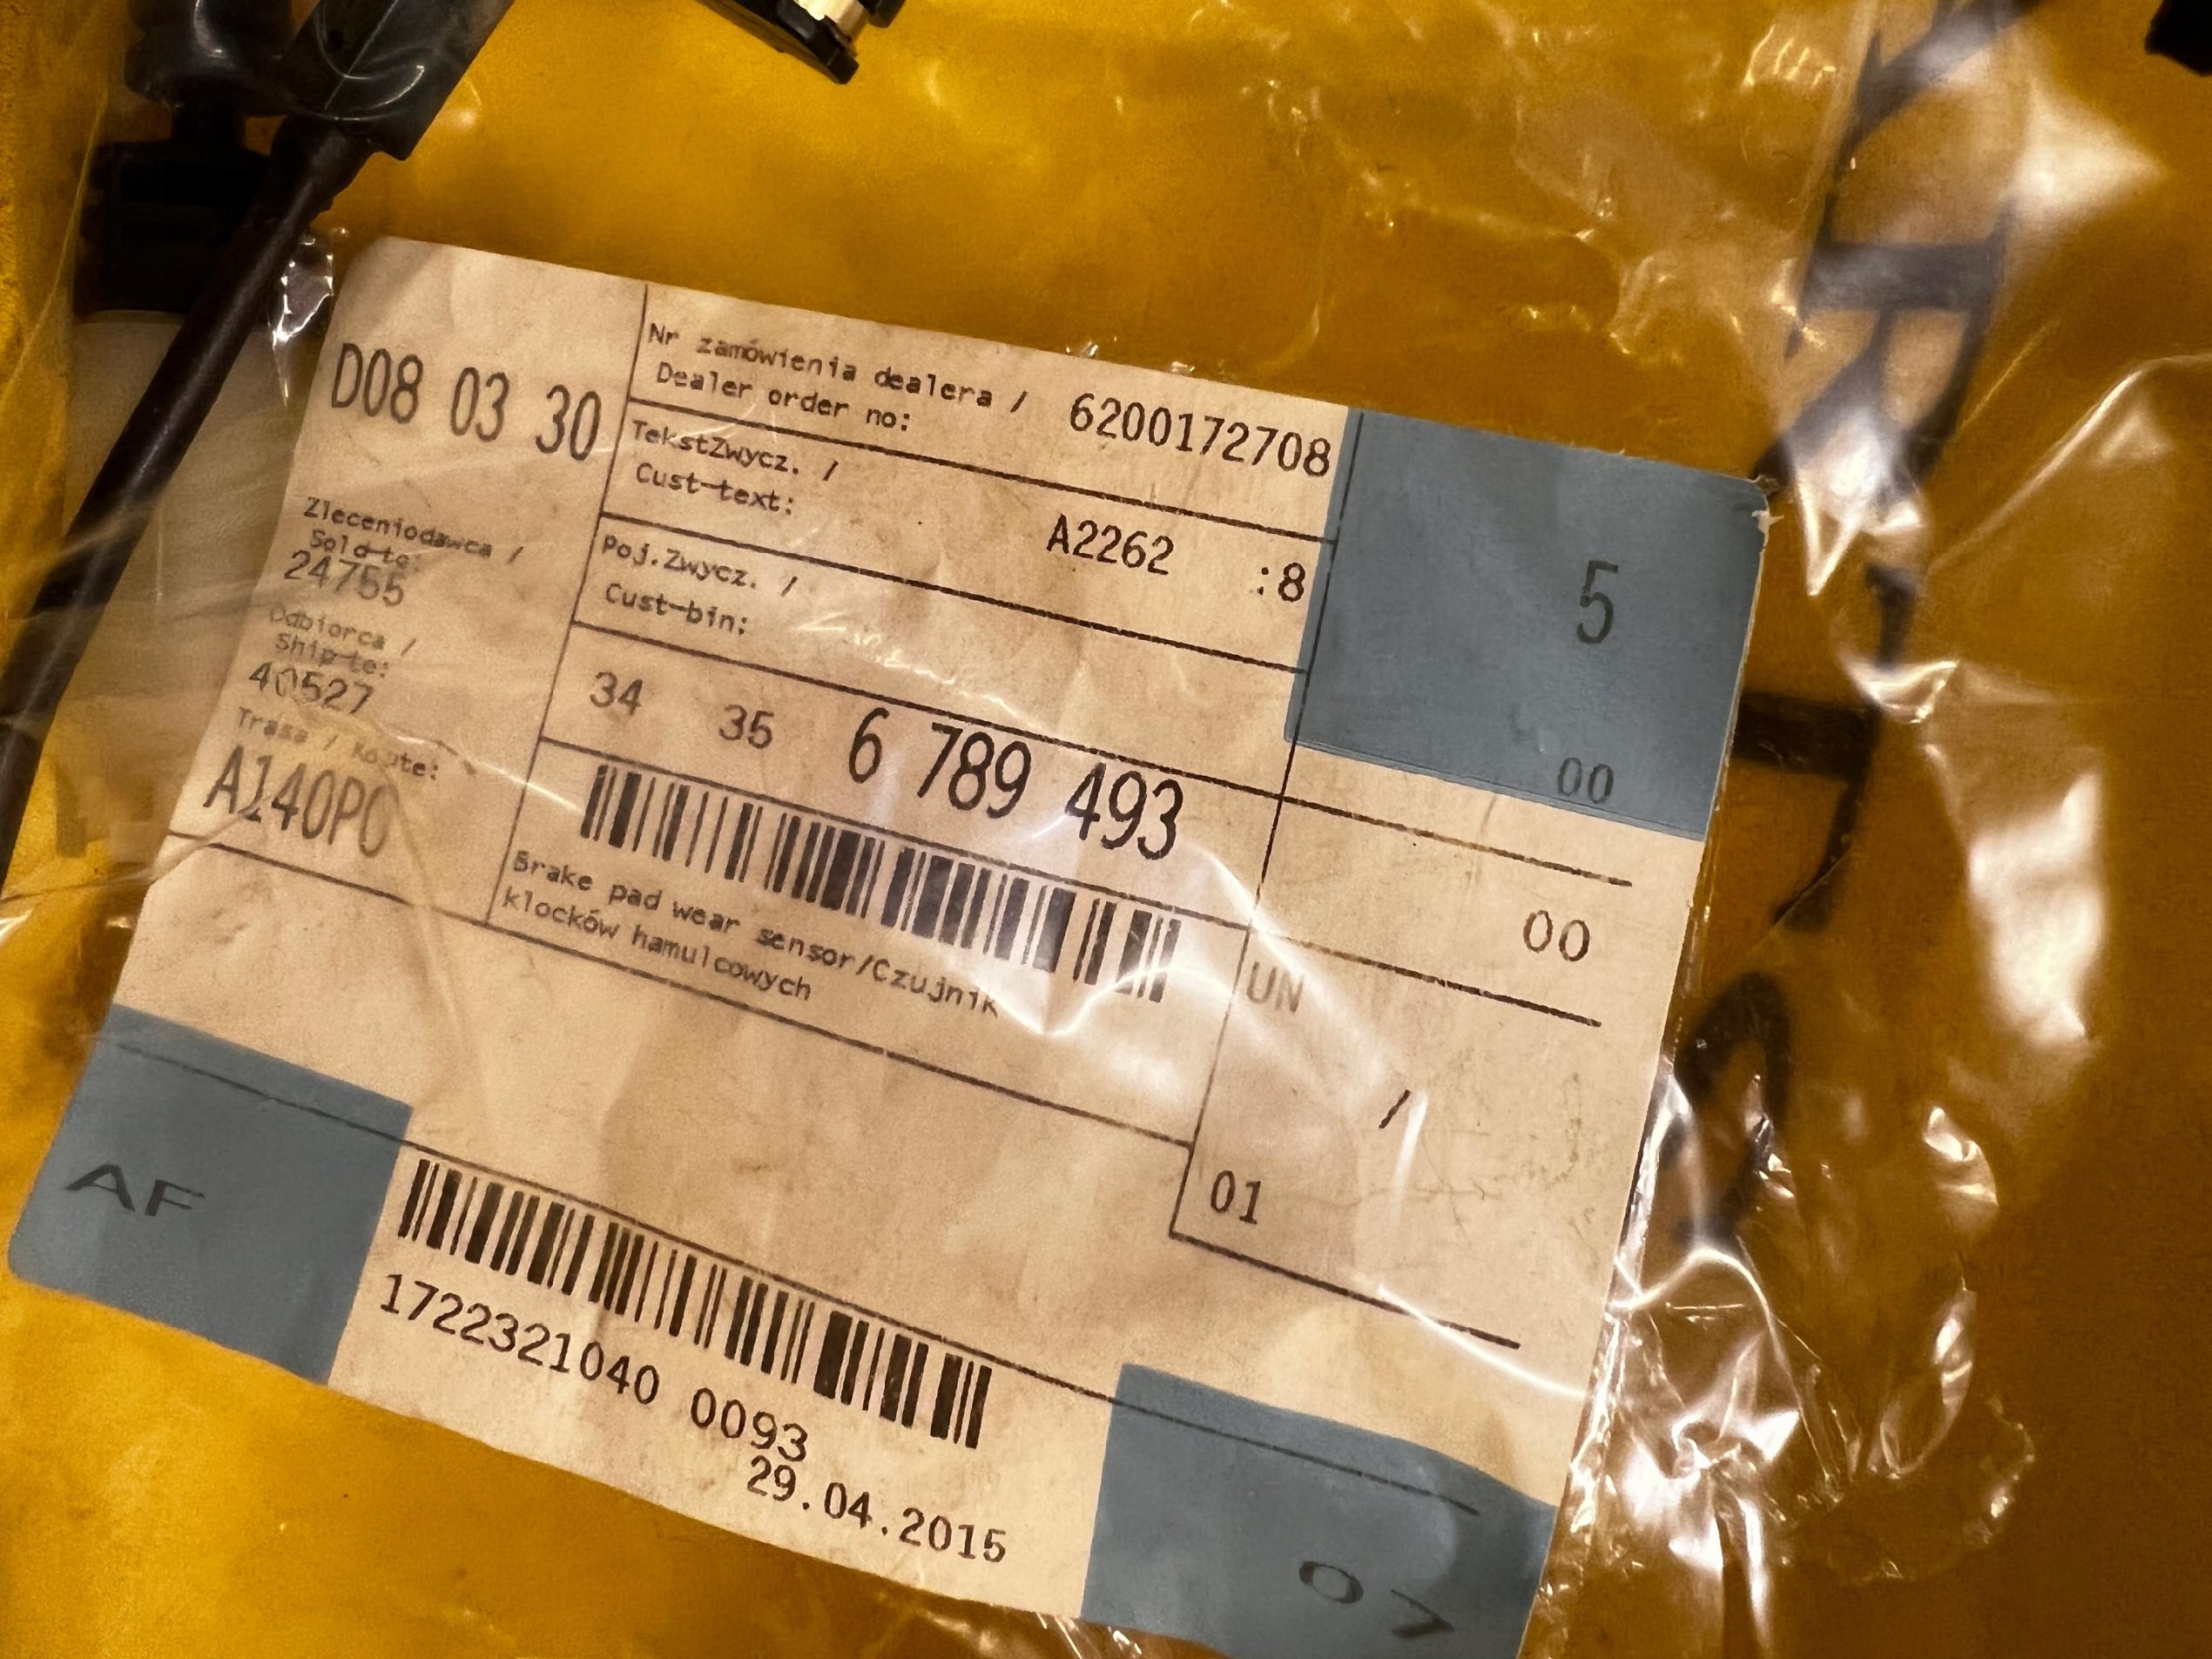 D08 03 30
Nr zamówienia dealera /
Dealer order no:
6200172708
TekstZwycz. /
Cust-text:
A2262 :8
Poj.Zwycz. /
Cust-bin:
5
00
Zleceniodawca /
Sold-to:
24755
Odbiorca /
Ship-to:
40527
Trasa / Route:
A140PO
34 35 6 789 493
00
Brake pad wear sensor/Czujnik
klocków hamulcowych
UN
/
01
AF
1722321040 0093
29.04.2015
07